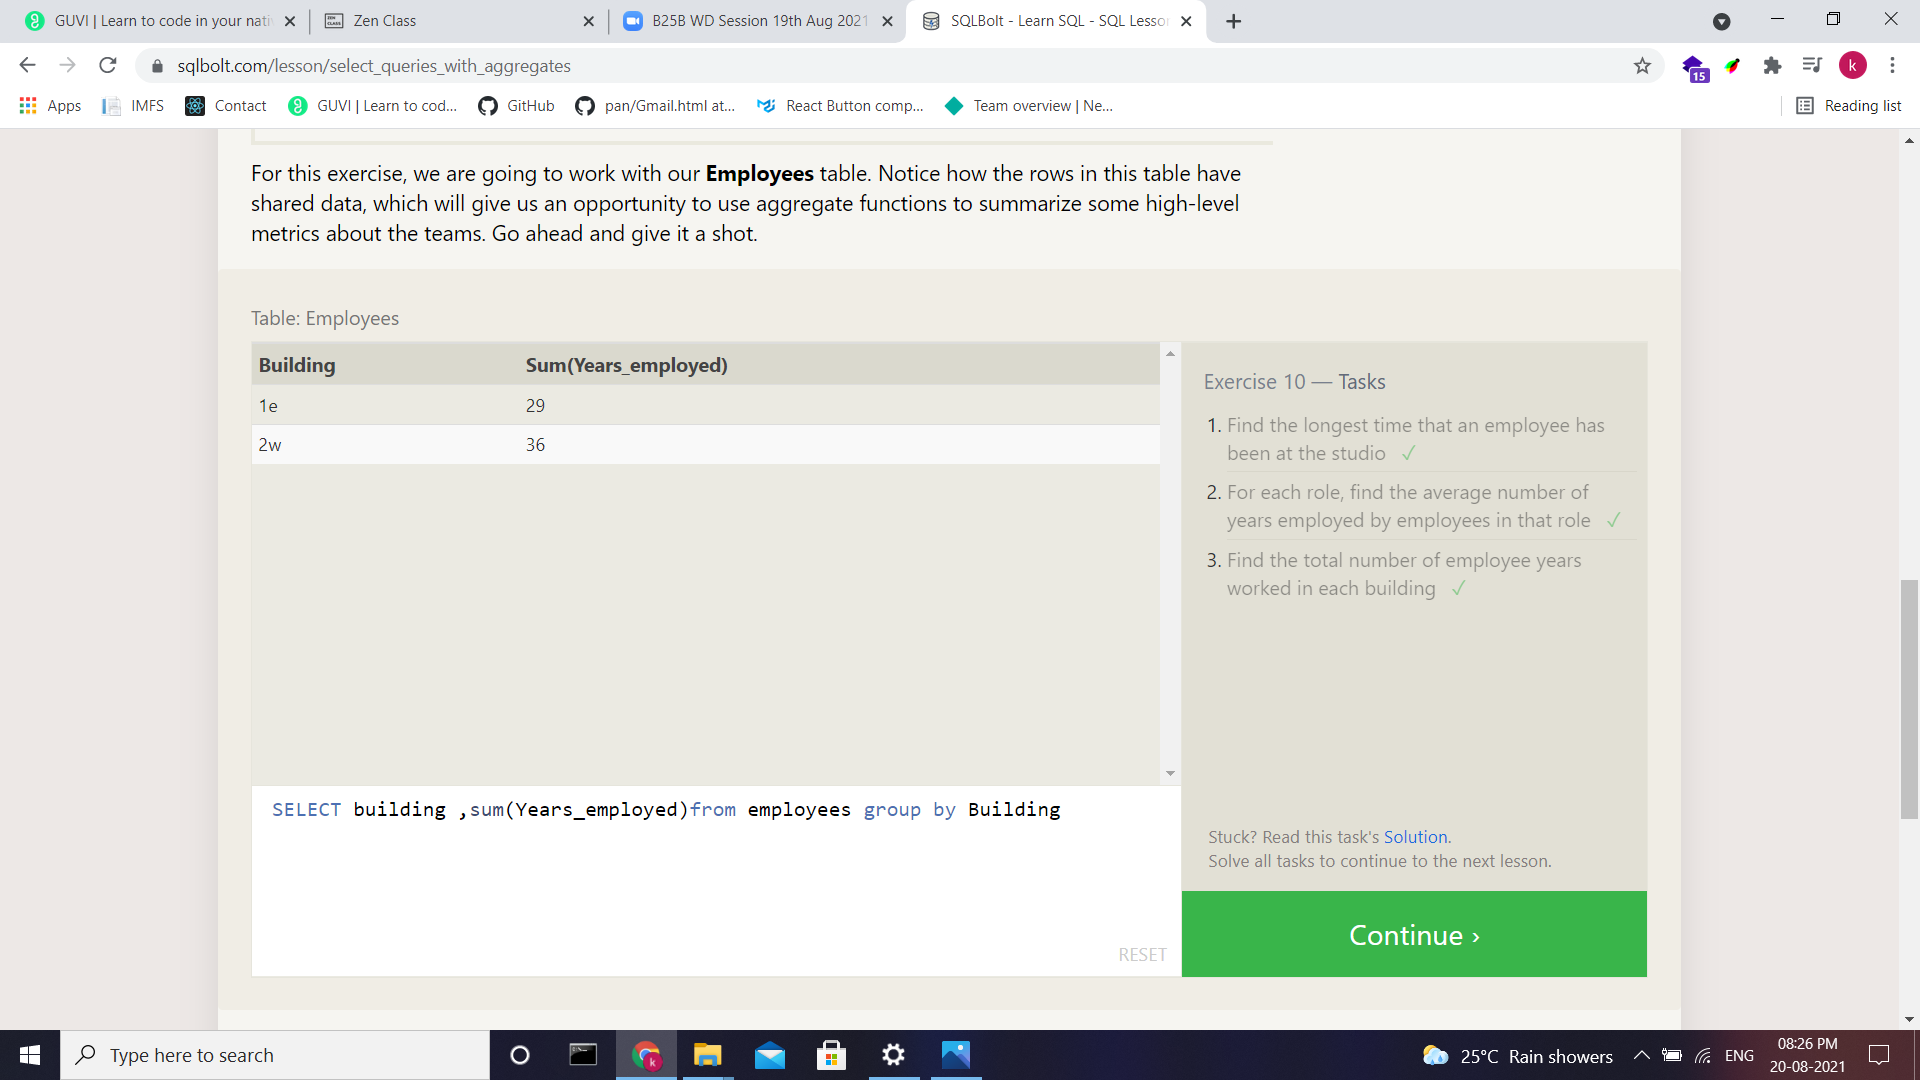 GUVI | Learn to code in your nati
Zen Class
B25B WD Session 19th Aug 2021
SQLBolt - Learn SQL - SQL Lesso
sqlbolt.com/lesson/select_queries_with_aggregates
15
k
Apps
IMFS
Contact
GUVI | Learn to cod...
GitHub
pan/Gmail.html at...
React Button comp...
Team overview | Ne...
Reading list
For this exercise, we are going to work with our Employees table. Notice how the rows in this table have
shared data, which will give us an opportunity to use aggregate functions to summarize some high-level
metrics about the teams. Go ahead and give it a shot.
Table: Employees
Building Sum(Years_employed)
1e 29
2w 36
Exercise 10 — Tasks
1. Find the longest time that an employee has
been at the studio ✓
2. For each role, find the average number of
years employed by employees in that role ✓
3. Find the total number of employee years
worked in each building ✓
SELECT building ,sum(Years_employed)from employees group by Building
RESET
Stuck? Read this task's Solution.
Solve all tasks to continue to the next lesson.
Continue ›
Type here to search
k
25°C Rain showers
ENG
08:26 PM
20-08-2021